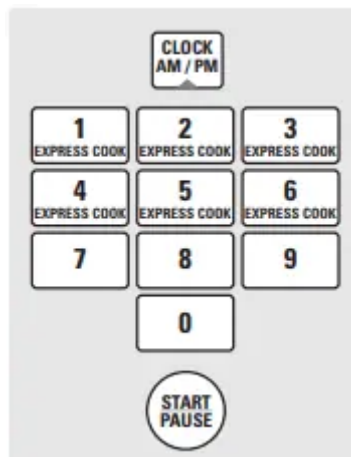 CLOCK
AM / PM
1 2 3
EXPRESS COOK EXPRESS COOK EXPRESS COOK
4 5 6
EXPRESS COOK EXPRESS COOK EXPRESS COOK
7 8 9
0
START
PAUSE